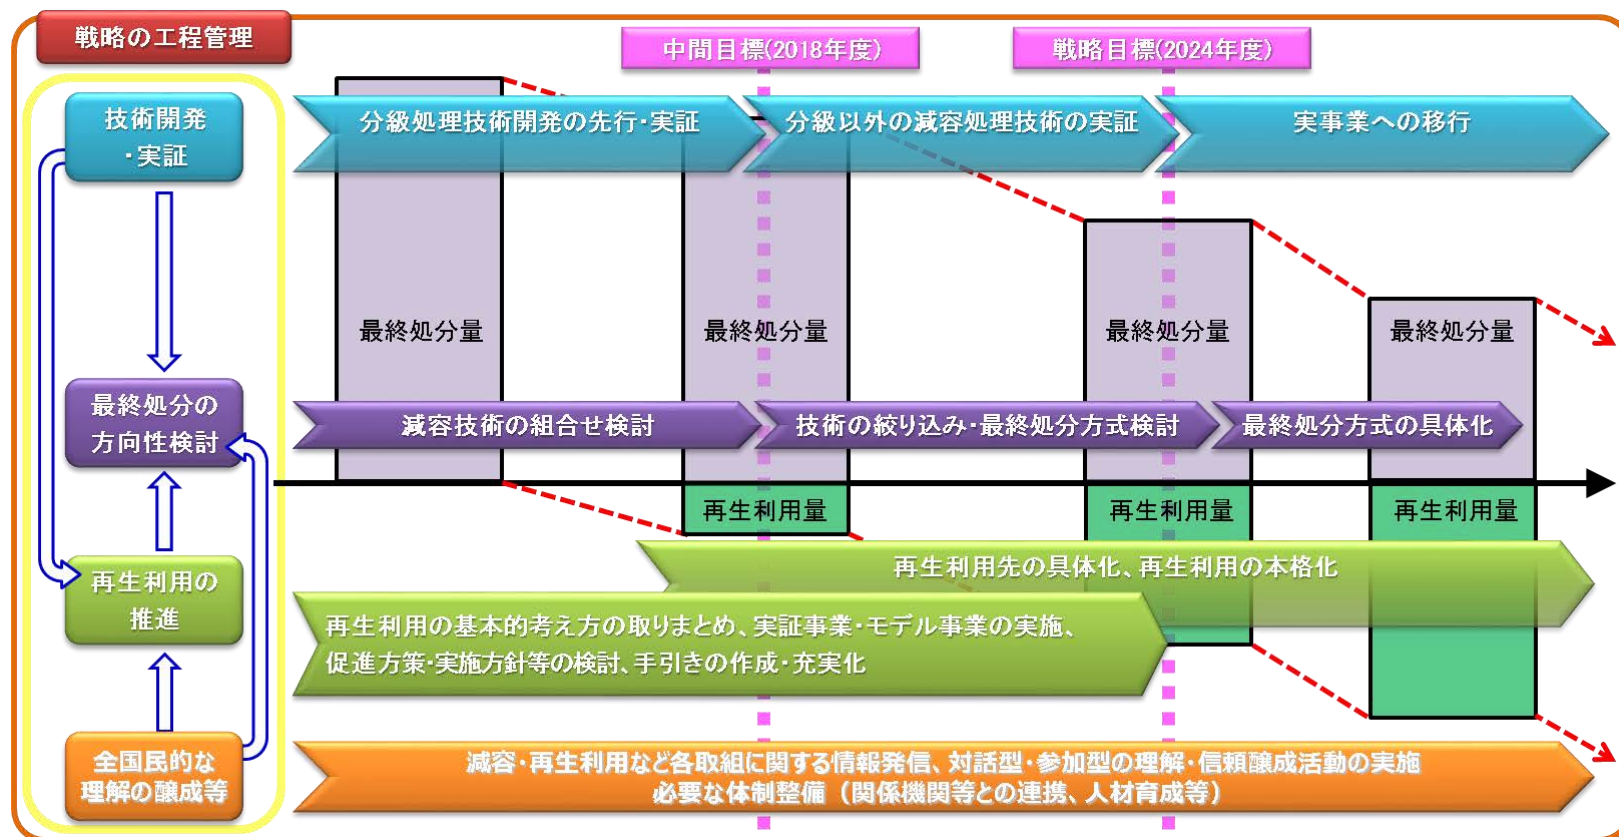 戦略の工程管理
中間目標(2018年度)
戦略目標(2024年度)
技術開発
・実証
分級処理技術開発の先行・実証
分級以外の減容処理技術の実証
実事業への移行
最終処分量
最終処分量
最終処分量
最終処分量
最終処分の
方向性検討
減容技術の組合せ検討
技術の絞り込み・最終処分方式検討
最終処分方式の具体化
再生利用量
再生利用量
再生利用量
再生利用の
推進
再生利用先の具体化、再生利用の本格化
再生利用の基本的考え方の取りまとめ、実証事業・モデル事業の実施、
促進方策・実施方針等の検討、手引きの作成・充実化
全国民的な
理解の醸成等
減容・再生利用など各取組に関する情報発信、対話型・参加型の理解・信頼醸成活動の実施
必要な体制整備（関係機関等との連携、人材育成等）